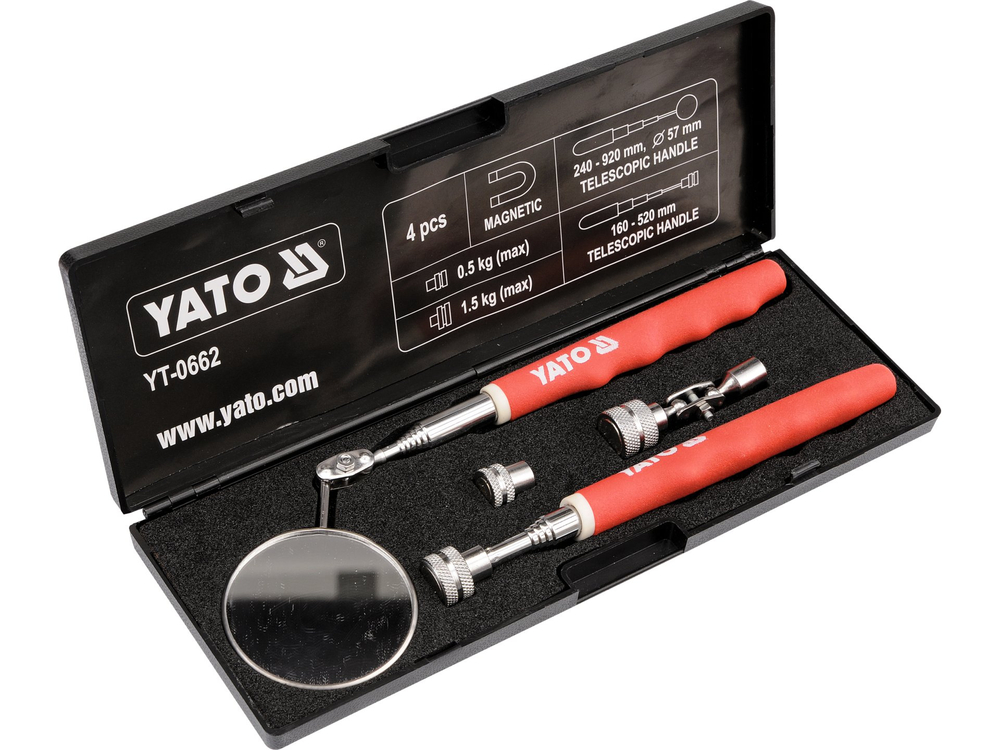 YATO ®
YT-0662
www.yato.com
4 pcs
MAGNETIC
0.5 kg (max)
1.5 kg (max)
240 - 920 mm, Ø 57 mm
TELESCOPIC HANDLE
160 - 520 mm
TELESCOPIC HANDLE
YATO
YATO